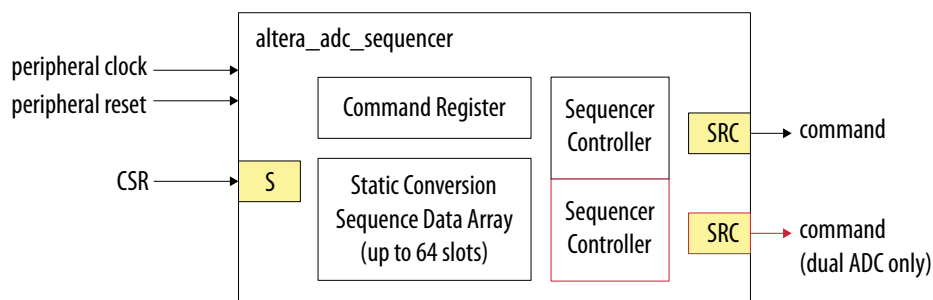 altera_adc_sequencer
peripheral clock
peripheral reset
CSR
S
Command Register
Static Conversion
Sequence Data Array
(up to 64 slots)
Sequencer
Controller
Sequencer
Controller
SRC
command
SRC
command
(dual ADC only)